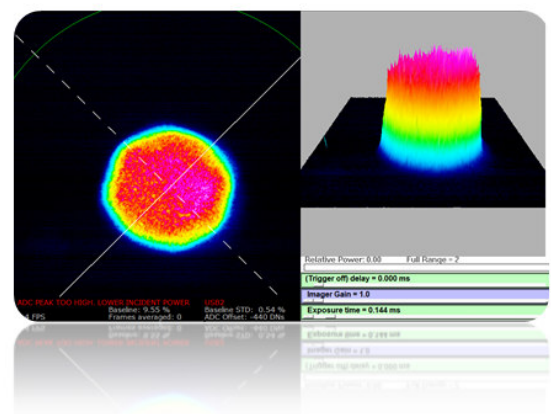 ADC PEAK TOO HIGH. LOWER INCIDENT POWER. USB2
Baseline: 9.55 % Baseline STD: 0.54 %
FPS Frames averaged: 0 ADC Offset: -440 DNs
Relative Power: 0.00 Full Range = 2
(Trigger off) delay = 0.000 ms
Imager Gain = 1.0
Exposure time = 0.144 ms